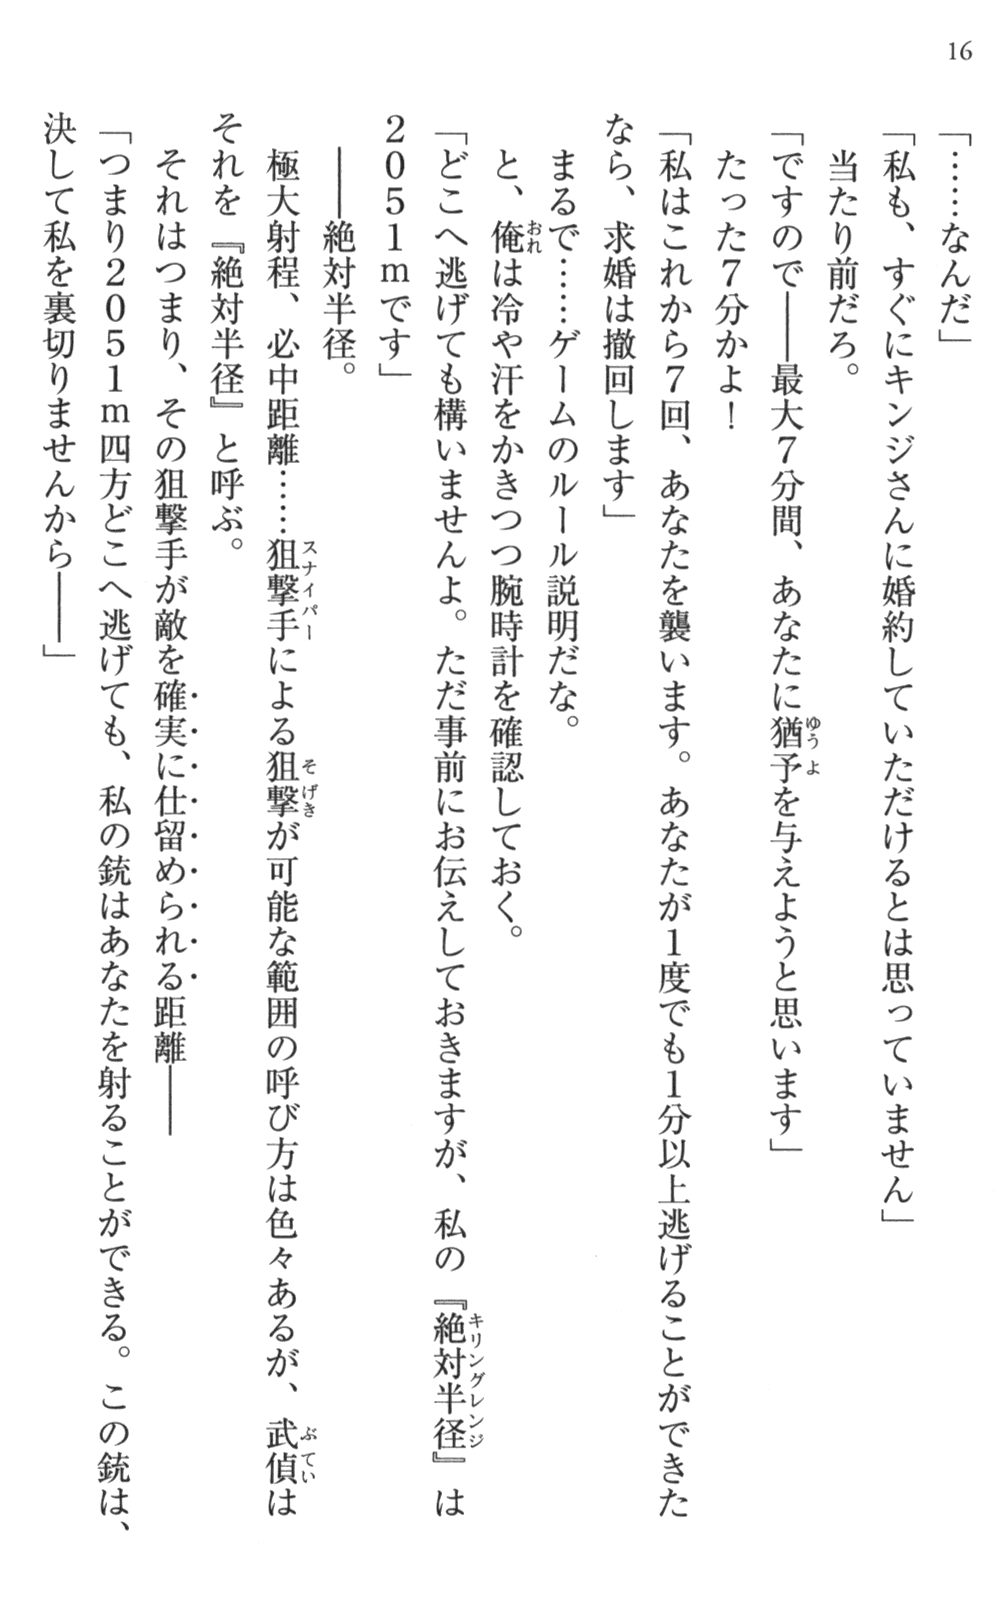 16
「……なんだ」
「私も、すぐにキンジさんに婚約していただけるとは思っていません」
当たり前だろ。
「ですので――最大７分間、あなたに猶予を与えようと思います」
たった７分かよ！
「私はこれから７回、あなたを襲います。あなたが１度でも１分以上逃げることができた
なら、求婚は撤回します」
まるで……ゲームのルール説明だな。
と、俺は冷や汗をかきつつ腕時計を確認しておく。
「どこへ逃げても構いませんよ。ただ事前にお伝えしておきますが、私の『絶対半径』は
２０５１ｍです」
――絶対半径。
極大射程、必中距離……狙撃手による狙撃が可能な範囲の呼び方は色々あるが、武偵は
それを『絶対半径』と呼ぶ。
それはつまり、その狙撃手が敵を確実に仕留められる距離――
「つまり２０５１ｍ四方どこへ逃げても、私の銃はあなたを射ることができる。この銃は、
決して私を裏切りませんから――」